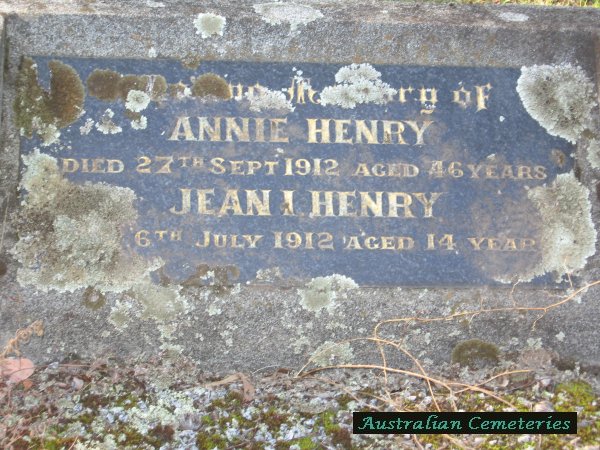 of
ANNIE HENRY
DIED 27TH SEPT 1912 AGED 46 YEARS
JEAN I. HENRY
6TH JULY 1912 AGED 14 YEAR
Australian Cemeteries